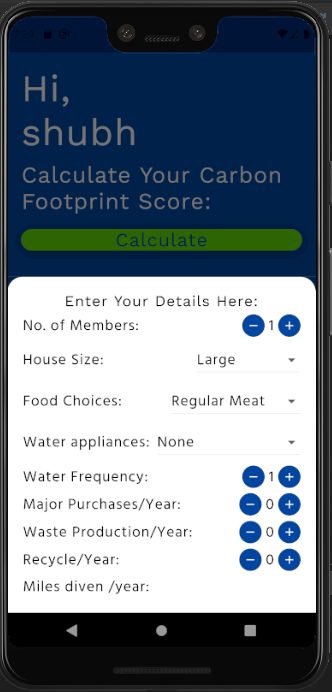 Hi,
shubh
Calculate Your Carbon
Footprint Score:
Calculate
Enter Your Details Here:
No. of Members: 1
House Size: Large
Food Choices: Regular Meat
Water appliances: None
Water Frequency: 1
Major Purchases/Year: 0
Waste Production/Year: 0
Recycle/Year: 0
Miles diven /year: